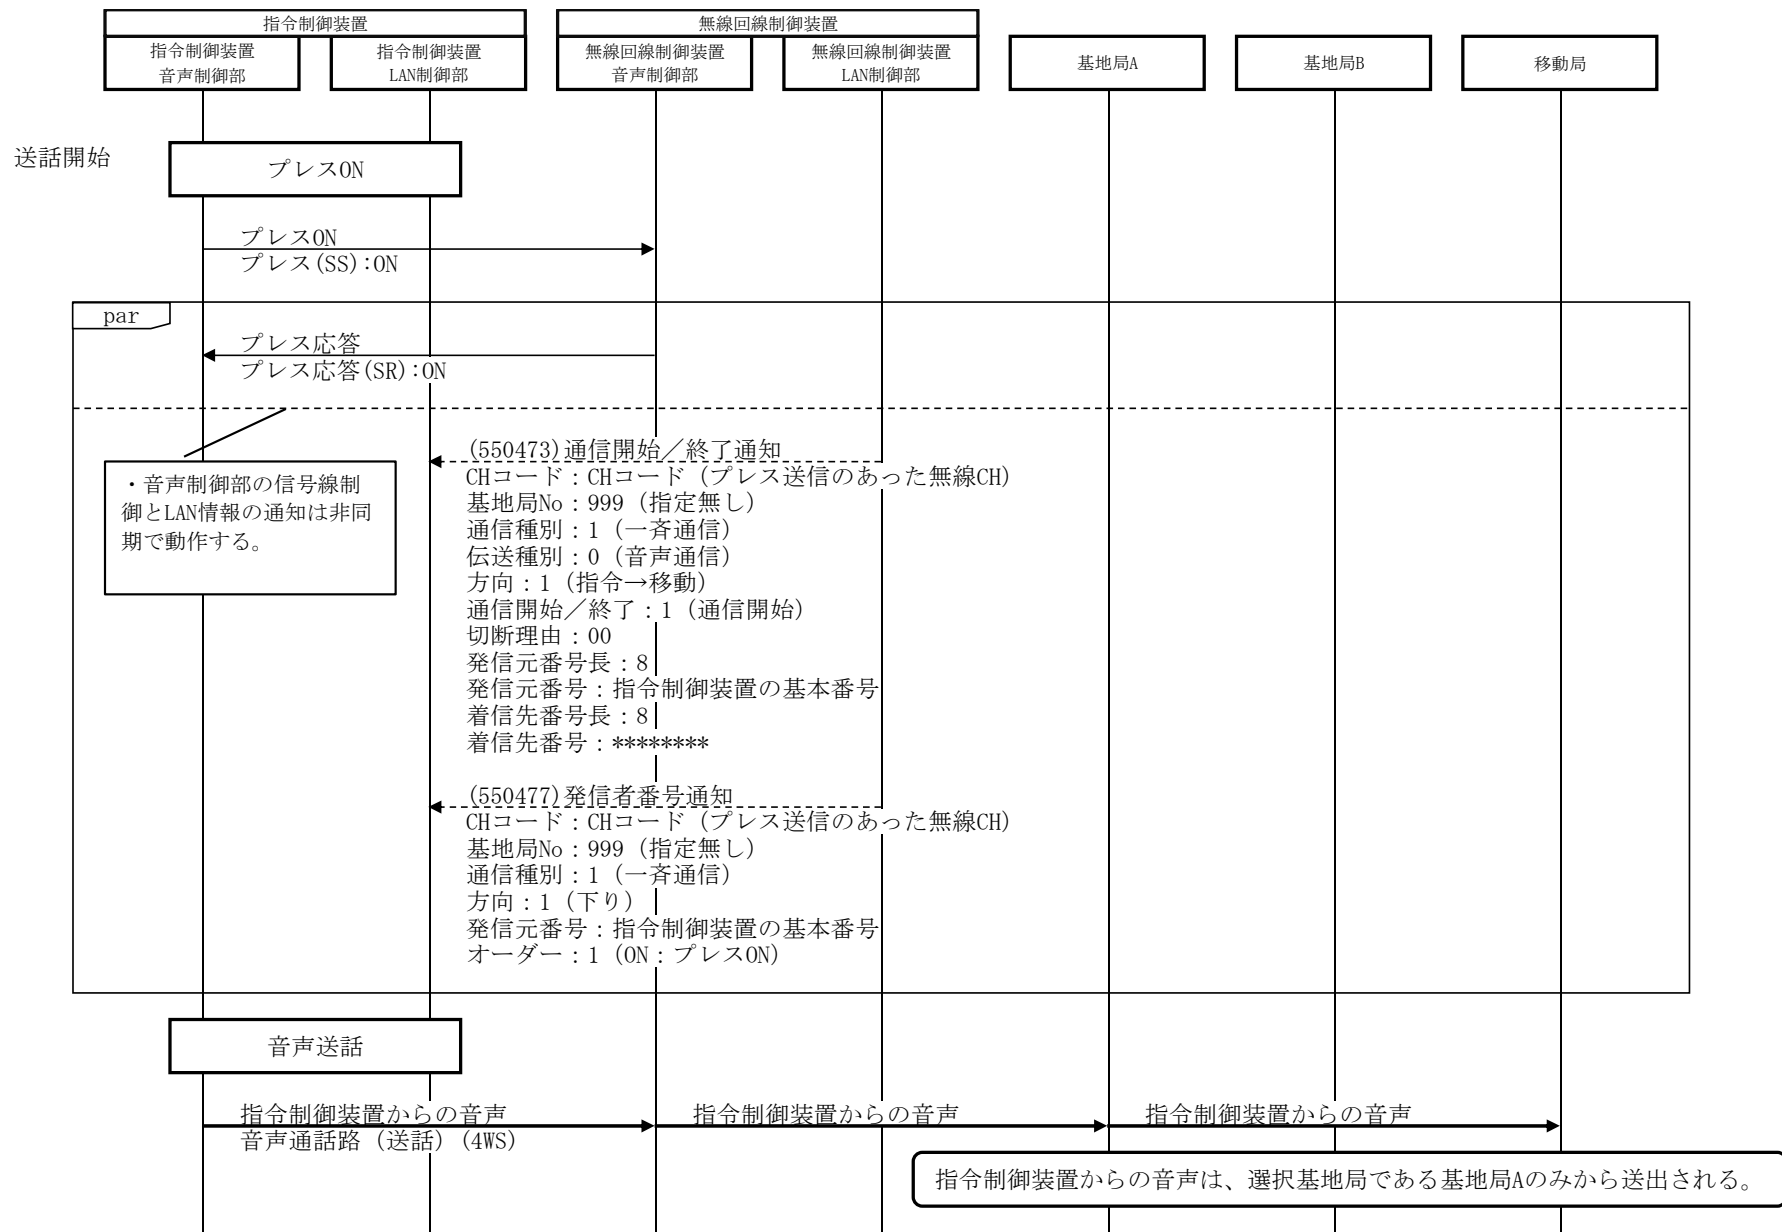 指令制御装置
無線回線制御装置
指令制御装置
音声制御部
指令制御装置
LAN制御部
無線回線制御装置
音声制御部
無線回線制御装置
LAN制御部
基地局A
基地局B
移動局
送話開始
プレスON
プレスON
プレス(SS):ON
par
プレス応答
プレス応答(SR):ON
・音声制御部の信号線制
御とLAN情報の通知は非同
期で動作する。
(550473)通信開始／終了通知
CHコード：CHコード（プレス送信のあった無線CH）
基地局No：999（指定無し）
通信種別：1（一斉通信）
伝送種別：0（音声通信）
方向：1（指令→移動）
通信開始／終了：1（通信開始）
切断理由：00
発信元番号長：8
発信元番号：指令制御装置の基本番号
着信先番号長：8
着信先番号：********
(550477)発信者番号通知
CHコード：CHコード（プレス送信のあった無線CH）
基地局No：999（指定無し）
通信種別：1（一斉通信）
方向：1（下り）
発信元番号：指令制御装置の基本番号
オーダー：1（ON：プレスON）
音声送話
指令制御装置からの音声
音声通話路（送話）(4WS)
指令制御装置からの音声
指令制御装置からの音声
指令制御装置からの音声は、選択基地局である基地局Aのみから送出される。